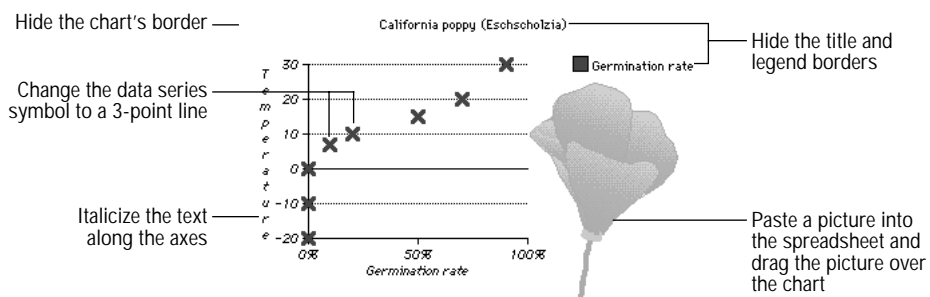 Hide the chart's border
California poppy (Eschscholzia)
Hide the title and
legend borders
Germination rate
Change the data series
symbol to a 3-point line
Temperature
30
20
10
0
-10
-20
0%
50%
100%
Germination rate
Italicize the text
along the axes
Paste a picture into
the spreadsheet and
drag the picture over
the chart